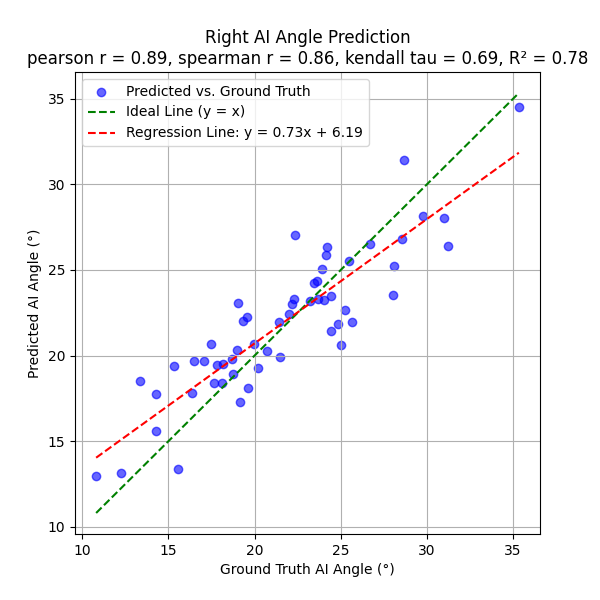 Right AI Angle Prediction
pearson r = 0.89, spearman r = 0.86, kendall tau = 0.69, R² = 0.78
Predicted vs. Ground Truth
Ideal Line (y = x)
Regression Line: y = 0.73x + 6.19
35
30
25
20
15
10
Predicted AI Angle (°)
10 15 20 25 30 35
Ground Truth AI Angle (°)